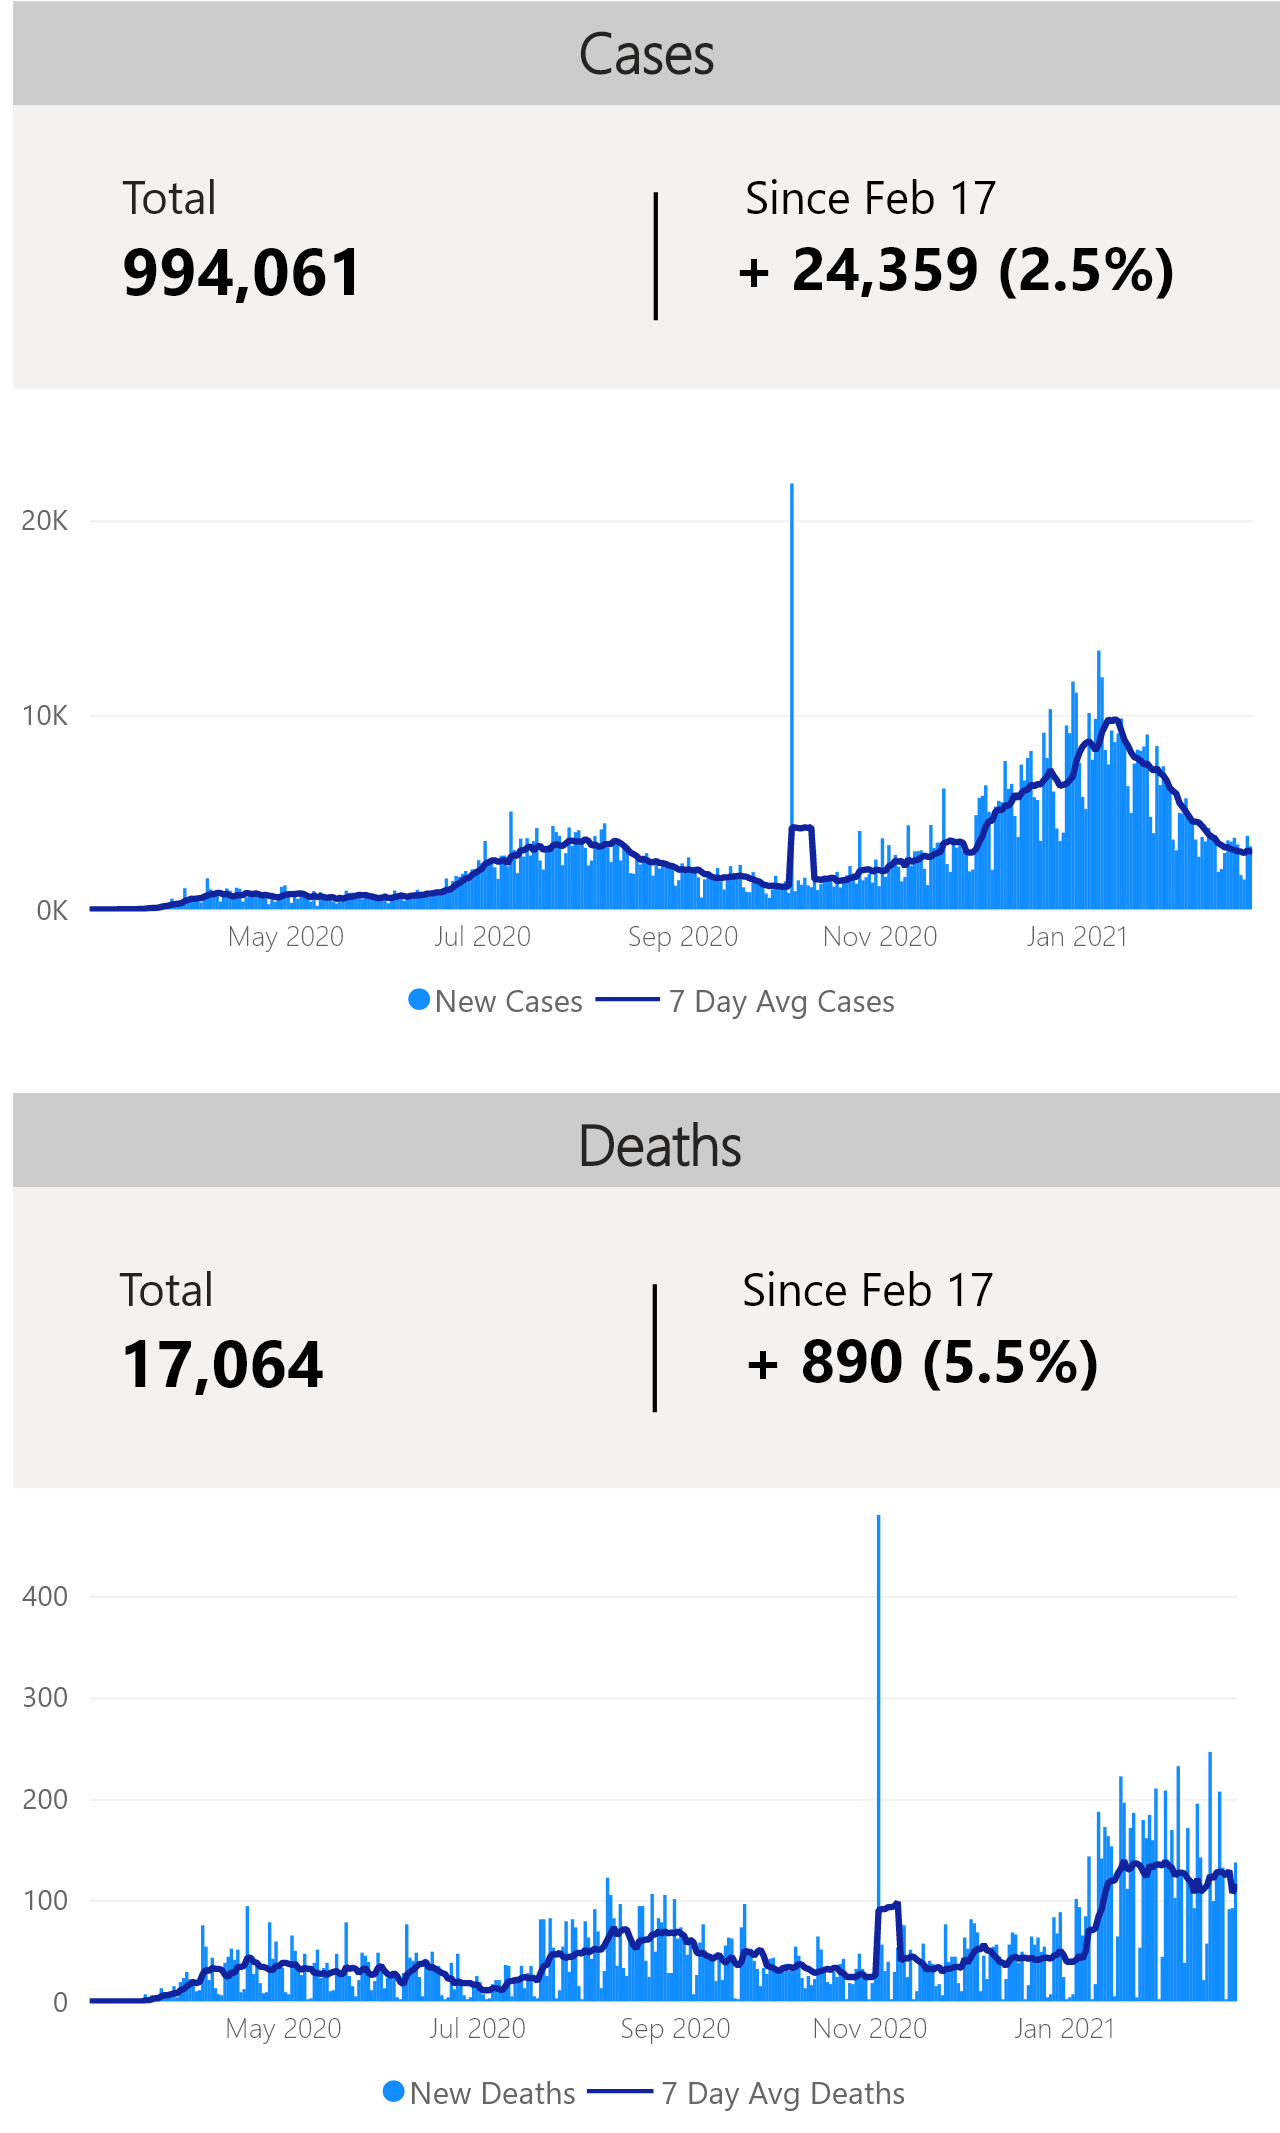 Cases
Total
Since Feb 17
994,061
+ 24,359 (2.5%)
20K
10K
0K
May 2020
Jul 2020
Sep 2020
Nov 2020
Jan 2021
New Cases
7 Day Avg Cases
Deaths
Total
Since Feb 17
17,064
+ 890 (5.5%)
400
300
200
100
0
May 2020
Jul 2020
Sep 2020
Nov 2020
Jan 2021
New Deaths
7 Day Avg Deaths